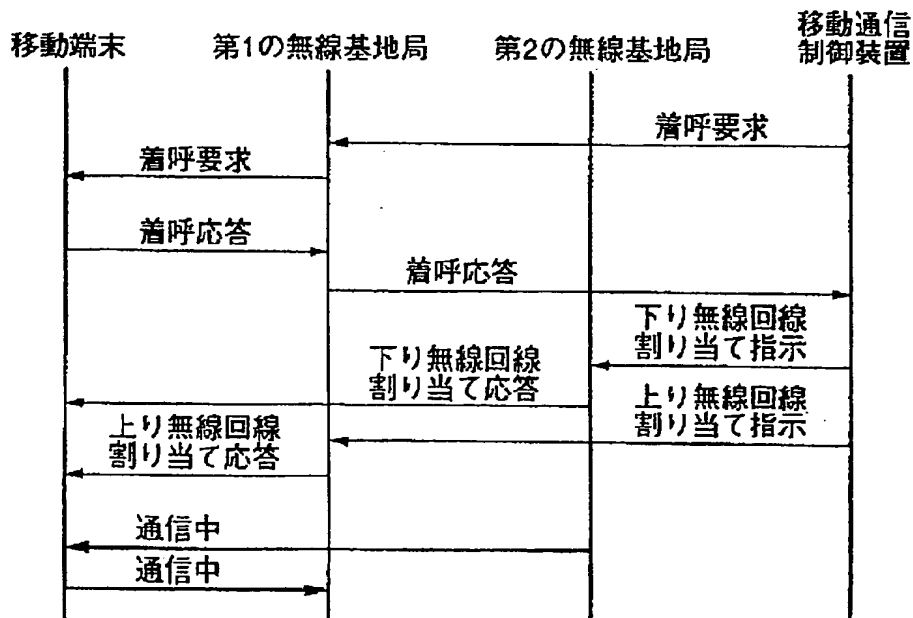 移動端末
第1の無線基地局
第2の無線基地局
移動通信
制御装置
着呼要求
着呼要求
着呼応答
着呼応答
下り無線回線
割り当て指示
下り無線回線
割り当て応答
上り無線回線
割り当て指示
上り無線回線
割り当て応答
通信中
通信中